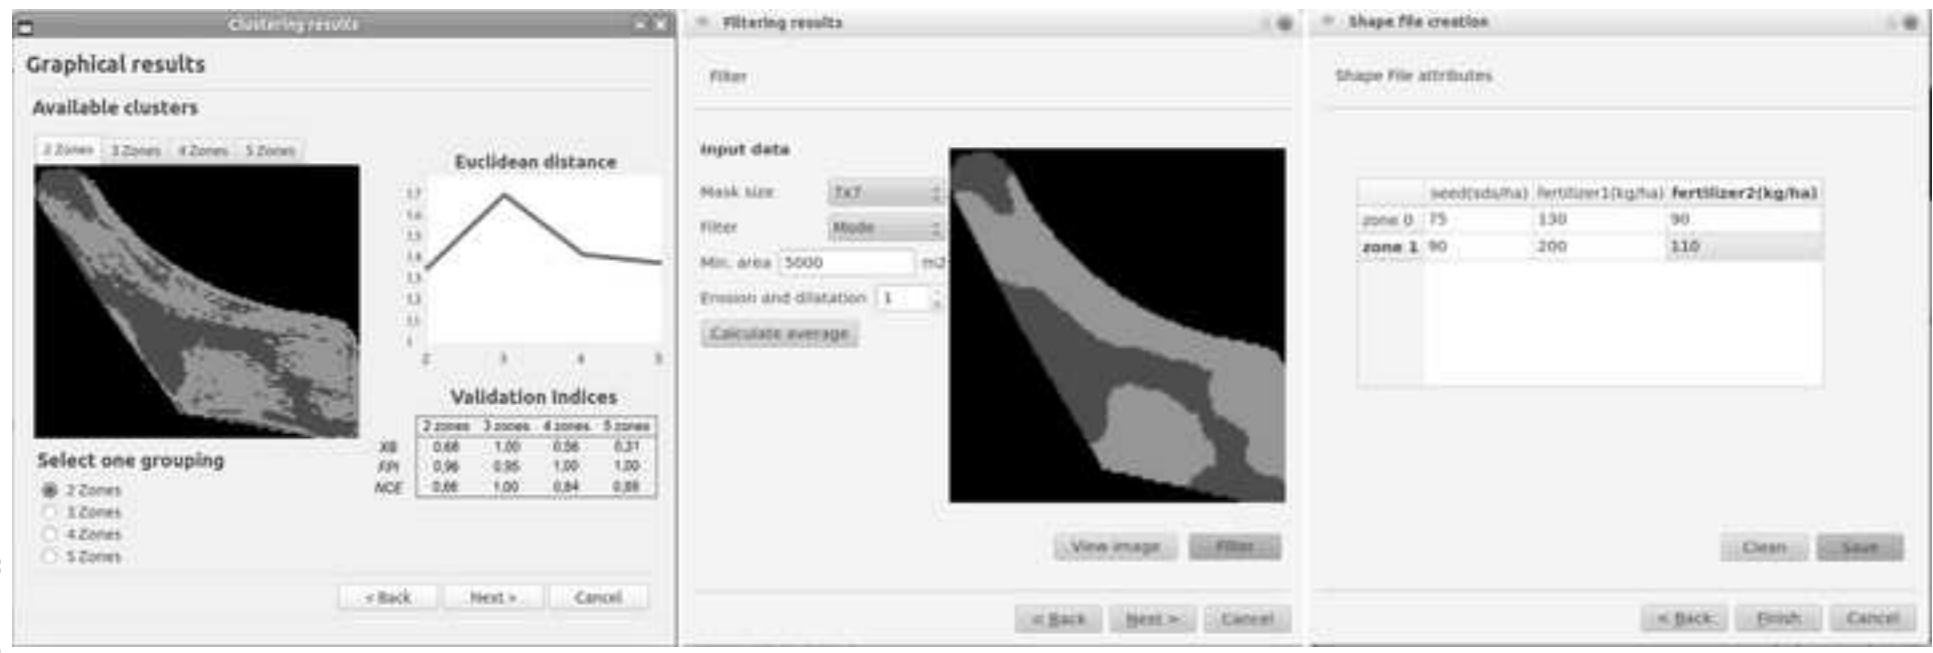 Clustering results
Graphical results
Available clusters
2 Zones 3 Zones 4 Zones 5 Zones
Euclidean distance
2 3 4 5
Validation Indices
2 zones 3 zones 4 zones 5 zones
XB 0,66 1,00 0,56 0,31
FPI 0,96 0,95 1,00 1,00
NCE 0,66 1,00 0,84 0,88
Select one grouping
2 Zones
3 Zones
4 Zones
5 Zones
< Back Next > Cancel
Filtering results
Filter
Input data
Mask size 7x7
Filter Mode
Min. area 5000 m2
Erosion and dilatation 1
Calculate average
View image Filter
< Back Next > Cancel
Shape file creation
Shape File attributes
seed(sds/ha) fertilizer1(kg/ha) fertilizer2(kg/ha)
zone 0 75 130 90
zone 1 90 200 110
Clean Save
< Back Finish Cancel